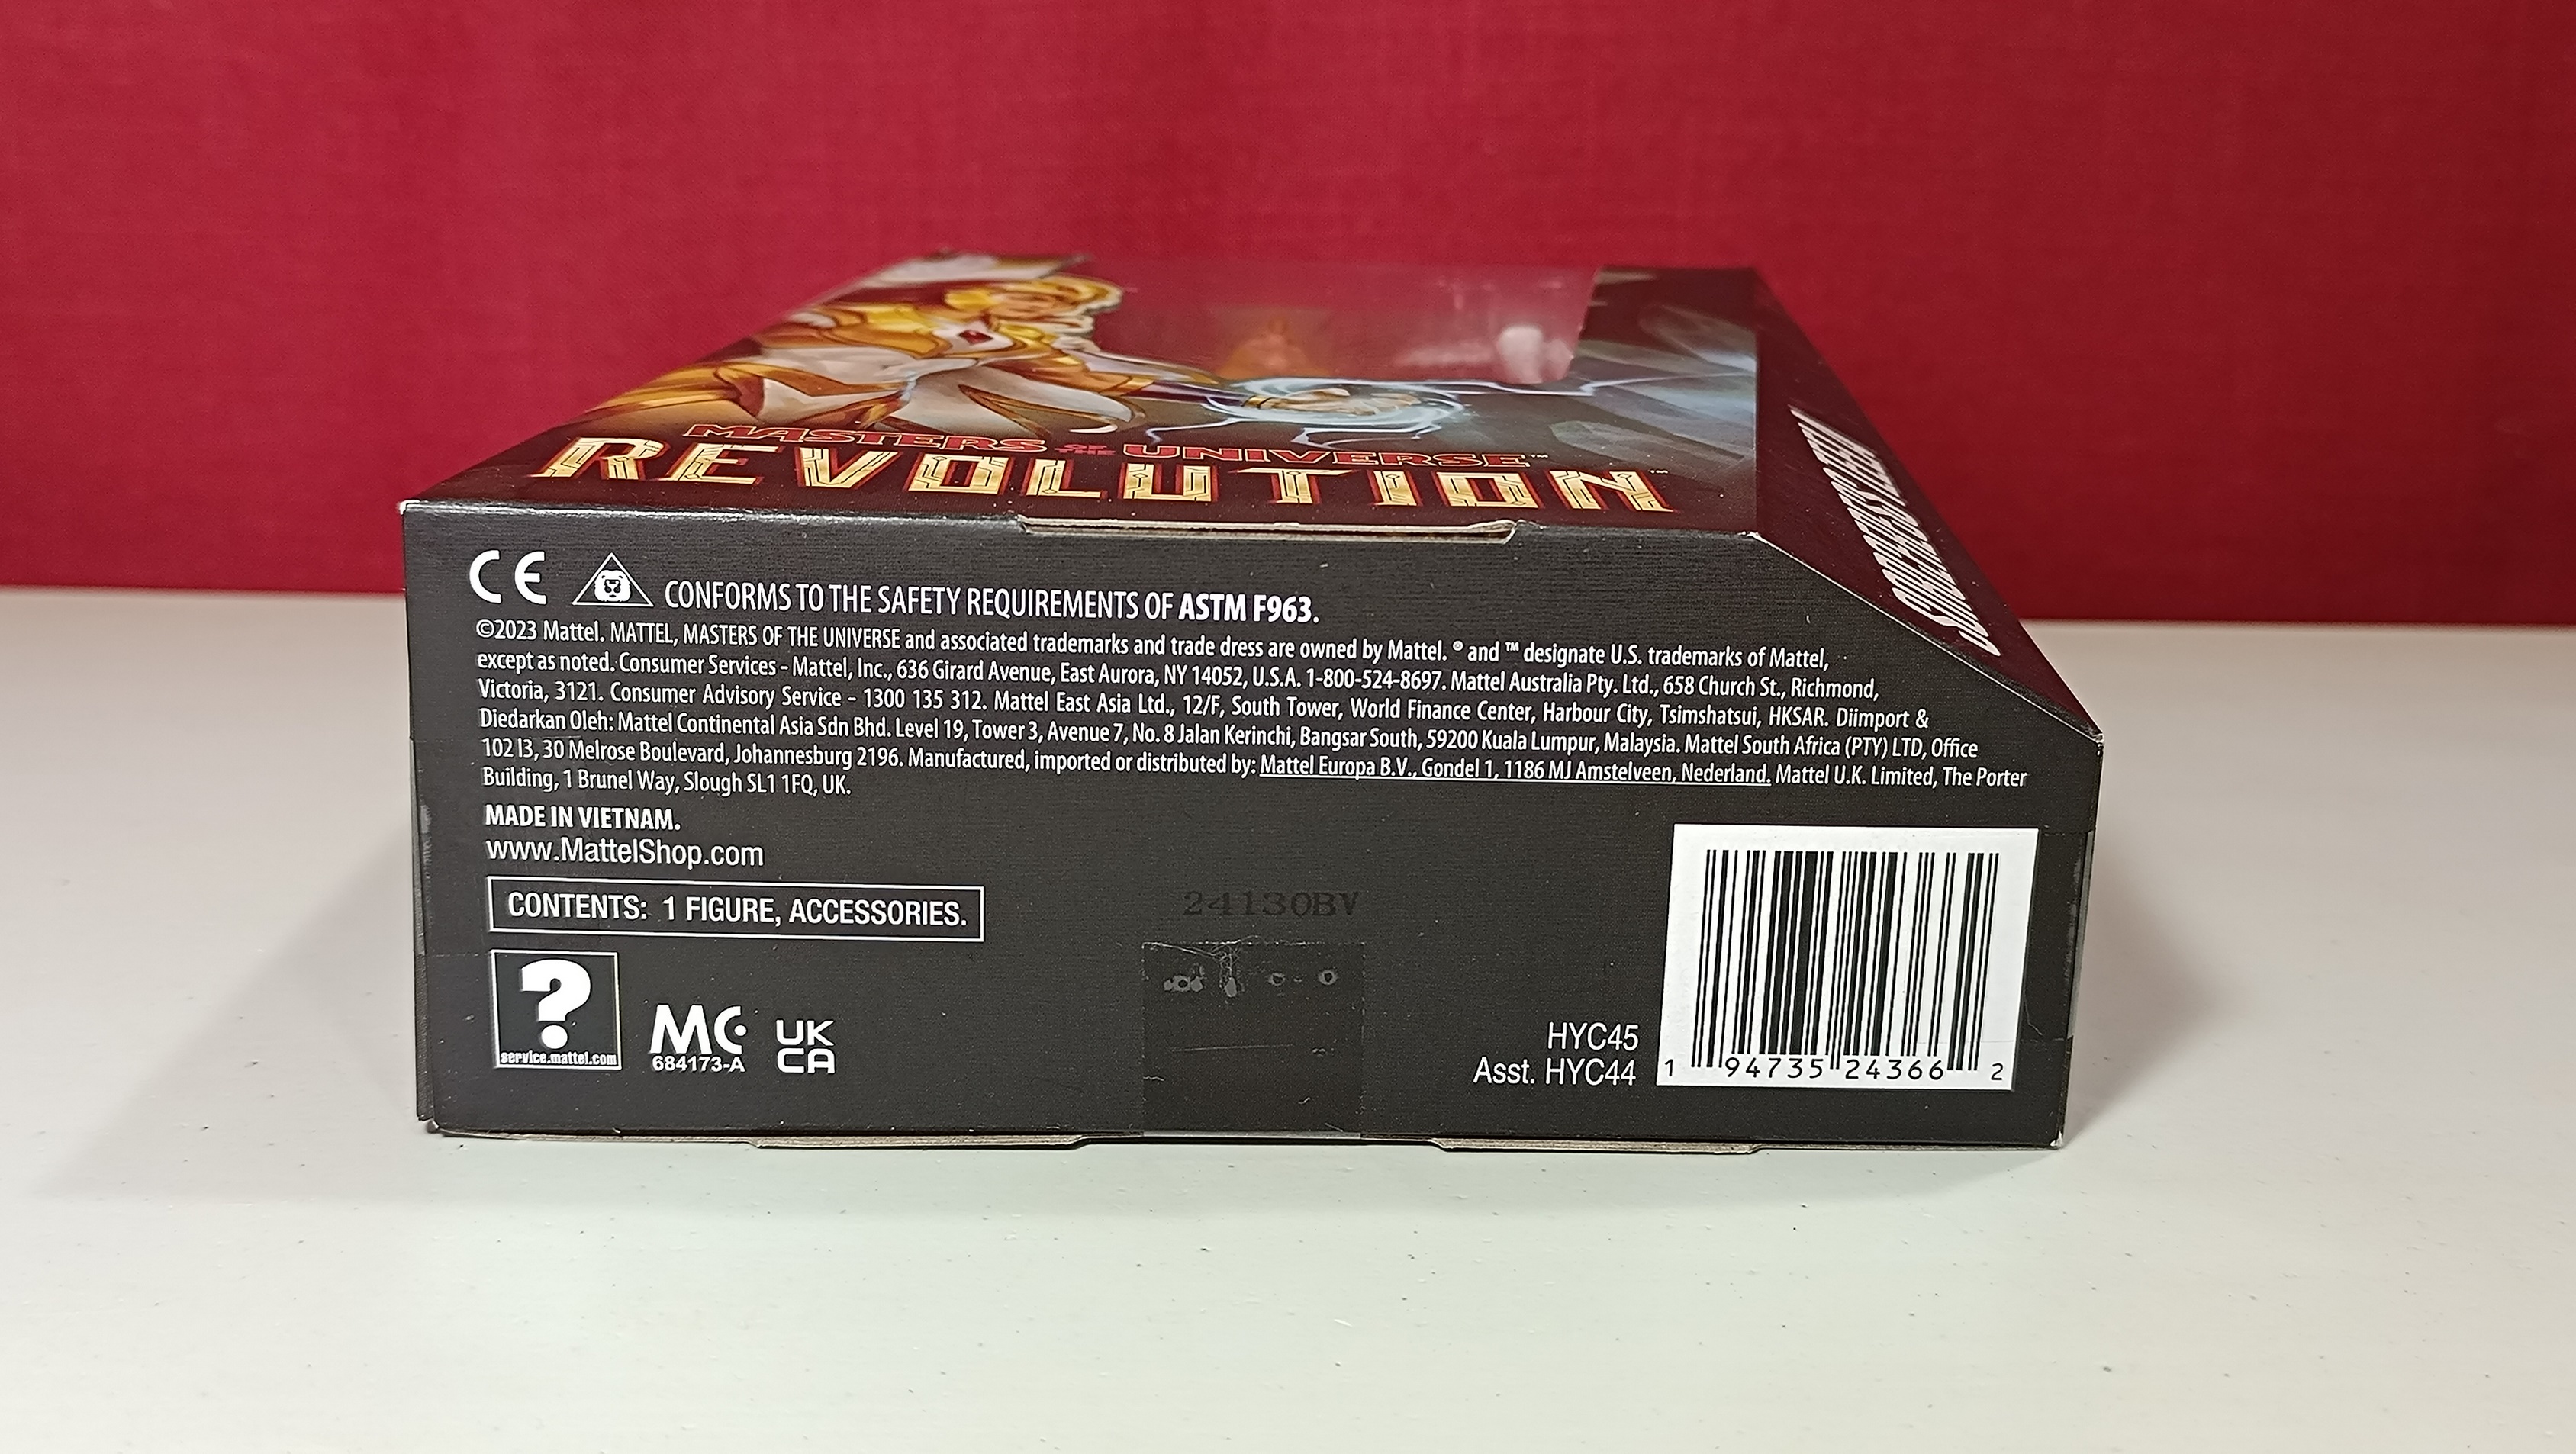 MASTERS OF THE UNIVERSE™
REVOLUTION™
CE CONFORMS TO THE SAFETY REQUIREMENTS OF ASTM F963.
©2023 Mattel. MATTEL, MASTERS OF THE UNIVERSE and associated trademarks and trade dress are owned by Mattel. ® and ™ designate U.S. trademarks of Mattel,
except as noted. Consumer Services - Mattel, Inc., 636 Girard Avenue, East Aurora, NY 14052, U.S.A. 1-800-524-8697. Mattel Australia Pty. Ltd., 658 Church St., Richmond,
Victoria, 3121. Consumer Advisory Service - 1300 135 312. Mattel East Asia Ltd., 12/F, South Tower, World Finance Center, Harbour City, Tsimshatsui, HKSAR. Diimport &
Diedarkan Oleh: Mattel Continental Asia Sdn Bhd. Level 19, Tower 3, Avenue 7, No. 8 Jalan Kerinchi, Bangsar South, 59200 Kuala Lumpur, Malaysia. Mattel South Africa (PTY) LTD, Office
102 I3, 30 Melrose Boulevard, Johannesburg 2196. Manufactured, imported or distributed by: Mattel Europa B.V., Gondel 1, 1186 MJ Amstelveen, Nederland. Mattel U.K. Limited, The Porter
Building, 1 Brunel Way, Slough SL1 1FQ, UK.
MADE IN VIETNAM.
www.MattelShop.com
CONTENTS: 1 FIGURE, ACCESSORIES.
24130BV
?
service.mattel.com
MC
684173-A
UK
CA
HYC45
Asst. HYC44
1 94735 24366 2